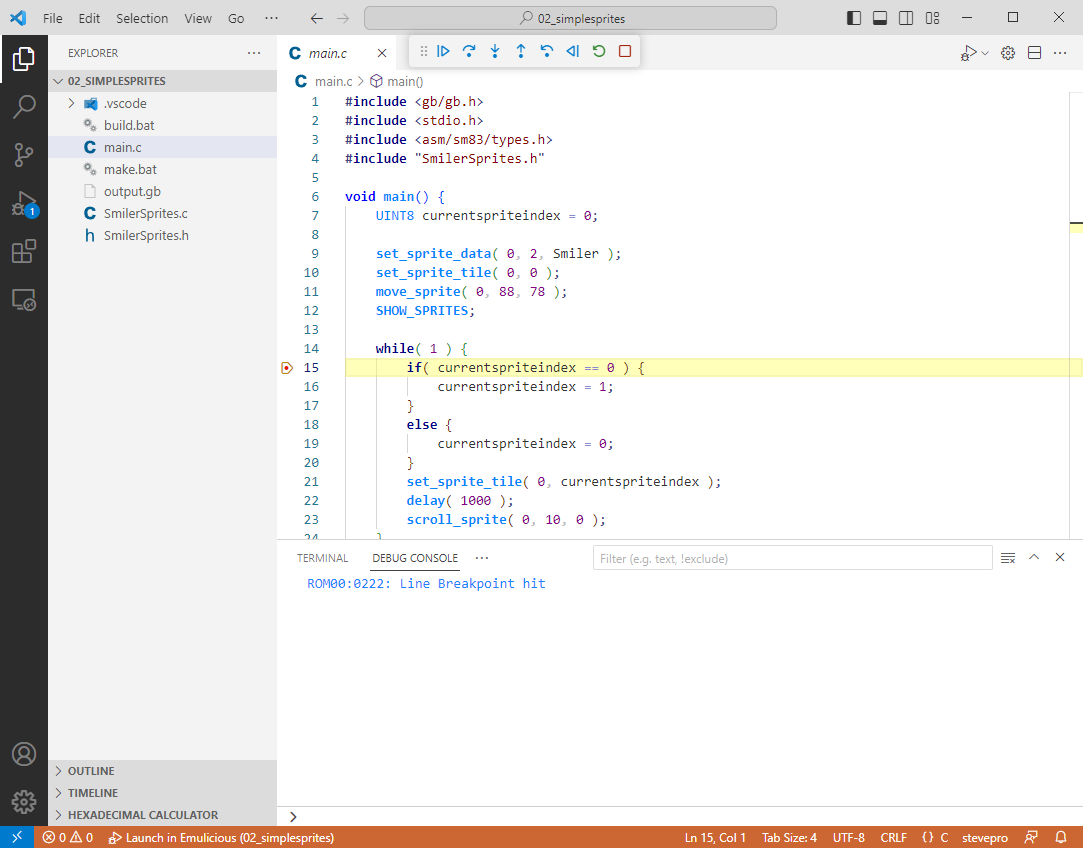 File Edit Selection View Go ··· 02_simplesprites
EXPLORER ···
02_SIMPLESPRITES
.vscode
build.bat
main.c
make.bat
output.gb
SmilerSprites.c
SmilerSprites.h
1
OUTLINE
TIMELINE
HEXADECIMAL CALCULATOR
main.c
main.c > main()
1 #include <gb/gb.h>
2 #include <stdio.h>
3 #include <asm/sm83/types.h>
4 #include "SmilerSprites.h"
5
6 void main() {
7 UINT8 currentspriteindex = 0;
8
9 set_sprite_data( 0, 2, Smiler );
10 set_sprite_tile( 0, 0 );
11 move_sprite( 0, 88, 78 );
12 SHOW_SPRITES;
13
14 while( 1 ) {
15 if( currentspriteindex == 0 ) {
16 currentspriteindex = 1;
17 }
18 else {
19 currentspriteindex = 0;
20 }
21 set_sprite_tile( 0, currentspriteindex );
22 delay( 1000 );
23 scroll_sprite( 0, 10, 0 );
24 }
TERMINAL DEBUG CONSOLE ··· Filter (e.g. text, !exclude)
ROM00:0222: Line Breakpoint hit
0 0 Launch in Emulicious (02_simplesprites) Ln 15, Col 1 Tab Size: 4 UTF-8 CRLF {} C stevepro